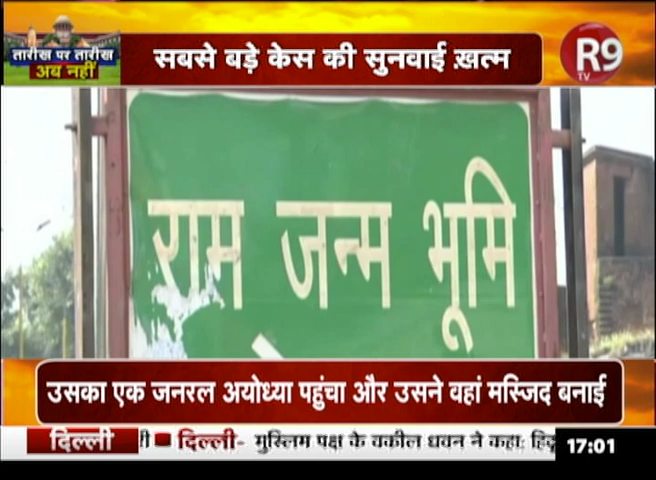 तारीख पर तारीख
अब नहीं
सबसे बड़े केस की सुनवाई ख़त्म
R9
TV
राम जन्म भूमि
उसका एक जनरल अयोध्या पहुंचा और उसने वहां मस्जिद बनाई
दिल्ली
दिल्ली- मुस्लिम पक्ष के वकील धवन ने कहा;
17:01